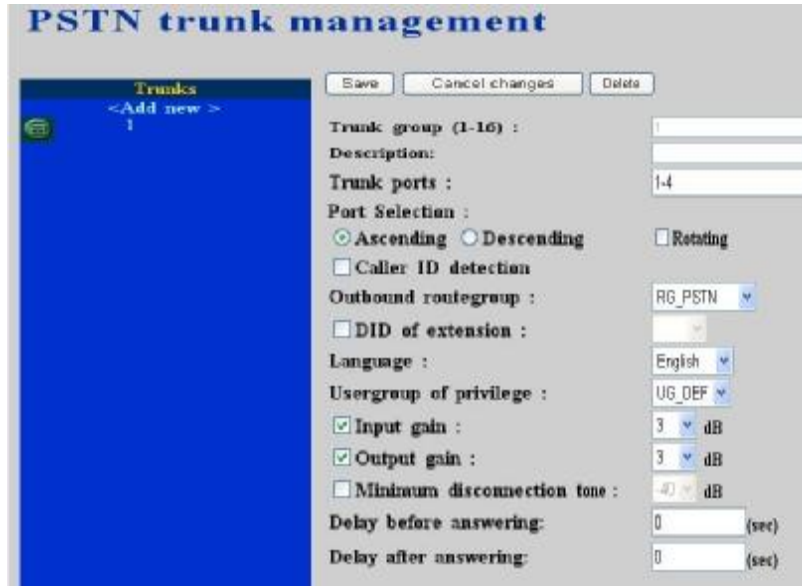 PSTN trunk management
Trunks
<Add new >
1
Save Cancel changes Delete
Trunk group (1-16) : 1
Description:
Trunk ports : 1-4
Port Selection :
Ascending Descending Rotating
Caller ID detection
Outbound routegroup : RG_PSTN
DID of extension :
Language : English
Usergroup of privilege : UG_DEF
Input gain : 3 dB
Output gain : 3 dB
Minimum disconnection tone : -40 dB
Delay before answering: 0 (sec)
Delay after answering: 0 (sec)